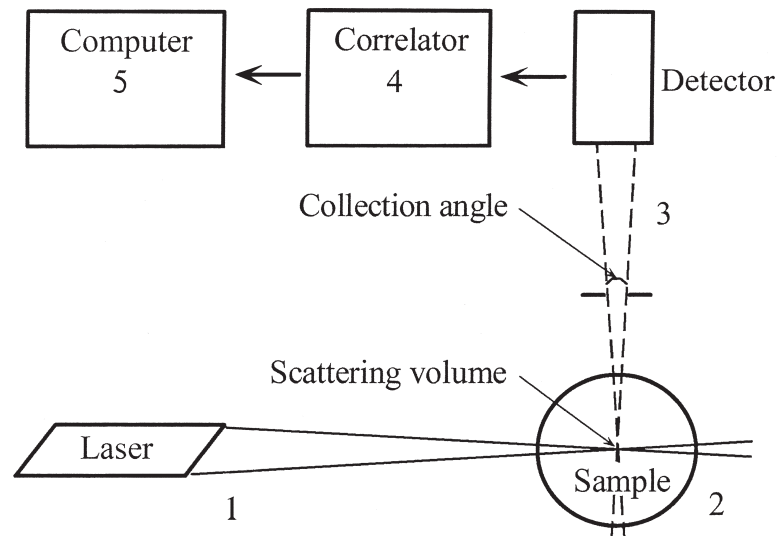 Computer
5
Correlator
4
Detector
Collection angle
3
Scattering volume
Laser
Sample
1
2